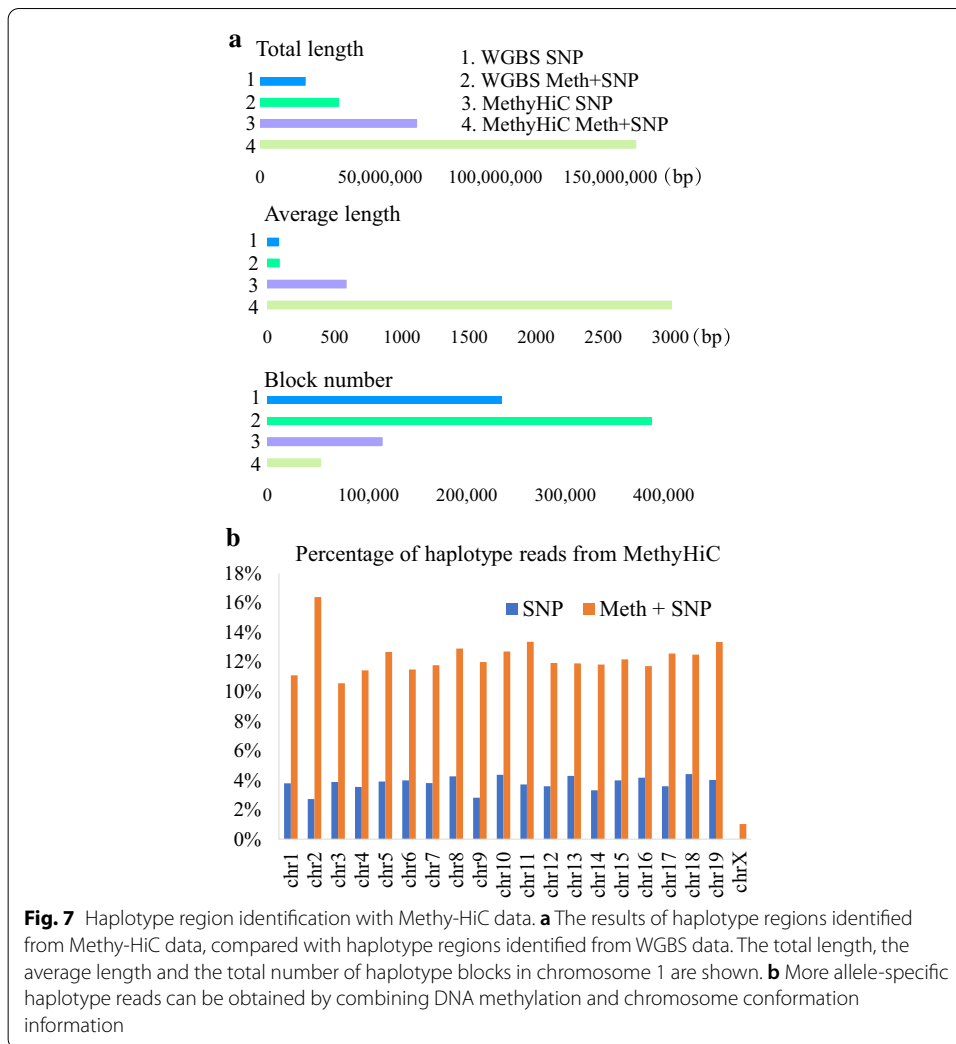 a
Total length
1. WGBS SNP
2. WGBS Meth+SNP
3. MethyHiC SNP
4. MethyHiC Meth+SNP
1
2
3
4
0 50,000,000 100,000,000 150,000,000 (bp)
Average length
1
2
3
4
0 500 1000 1500 2000 2500 3000 (bp)
Block number
1
2
3
4
0 100,000 200,000 300,000 400,000
b
Percentage of haplotype reads from MethyHiC
SNP Meth + SNP
18%
16%
14%
12%
10%
8%
6%
4%
2%
0%
chr1 chr2 chr3 chr4 chr5 chr6 chr7 chr8 chr9 chr10 chr11 chr12 chr13 chr14 chr15 chr16 chr17 chr18 chr19 chrX
Fig. 7 Haplotype region identification with Methy-HiC data. a The results of haplotype regions identified
from Methy-HiC data, compared with haplotype regions identified from WGBS data. The total length, the
average length and the total number of haplotype blocks in chromosome 1 are shown. b More allele-specific
haplotype reads can be obtained by combining DNA methylation and chromosome conformation
information